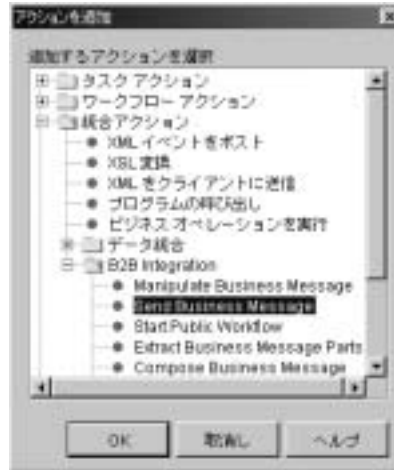 アクションを追加
追加するアクションを選択
タスク アクション
ワークフロー アクション
統合アクション
XML イベントをポスト
XSL 変換
XML をクライアントに送信
プログラムの呼び出し
ビジネス オペレーションを実行
データ統合
B2B Integration
Manipulate Business Message
Send Business Message
Start Public Workflow
Extract Business Message Parts
Compose Business Message
OK 取消し ヘルプ